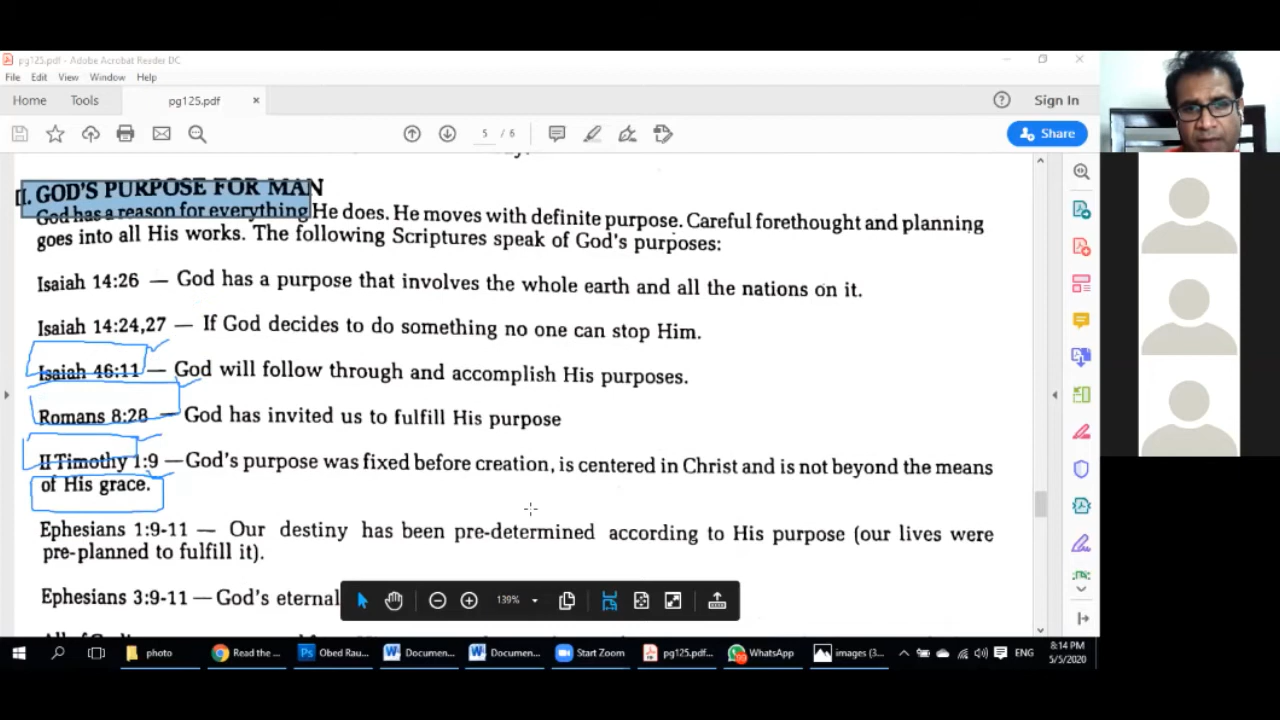 pg125.pdf - Adobe Acrobat Reader DC
File Edit View Window Help
Home Tools pg125.pdf × Sign In
5 / 6 Share
II. GOD'S PURPOSE FOR MAN
God has a reason for everything He does. He moves with definite purpose. Careful forethought and planning
goes into all His works. The following Scriptures speak of God's purposes:
Isaiah 14:26 — God has a purpose that involves the whole earth and all the nations on it.
Isaiah 14:24,27 — If God decides to do something no one can stop Him.
Isaiah 46:11 — God will follow through and accomplish His purposes.
Romans 8:28 — God has invited us to fulfill His purpose
II Timothy 1:9 — God's purpose was fixed before creation, is centered in Christ and is not beyond the means
of His grace.
Ephesians 1:9-11 — Our destiny has been pre-determined according to His purpose (our lives were
pre-planned to fulfill it).
Ephesians 3:9-11 — God's eternal
139%
photo Read the ... Obed Rau... Documen... Documen... Start Zoom pg125.pdf ... WhatsApp images (3... ENG 8:14 PM
5/5/2020